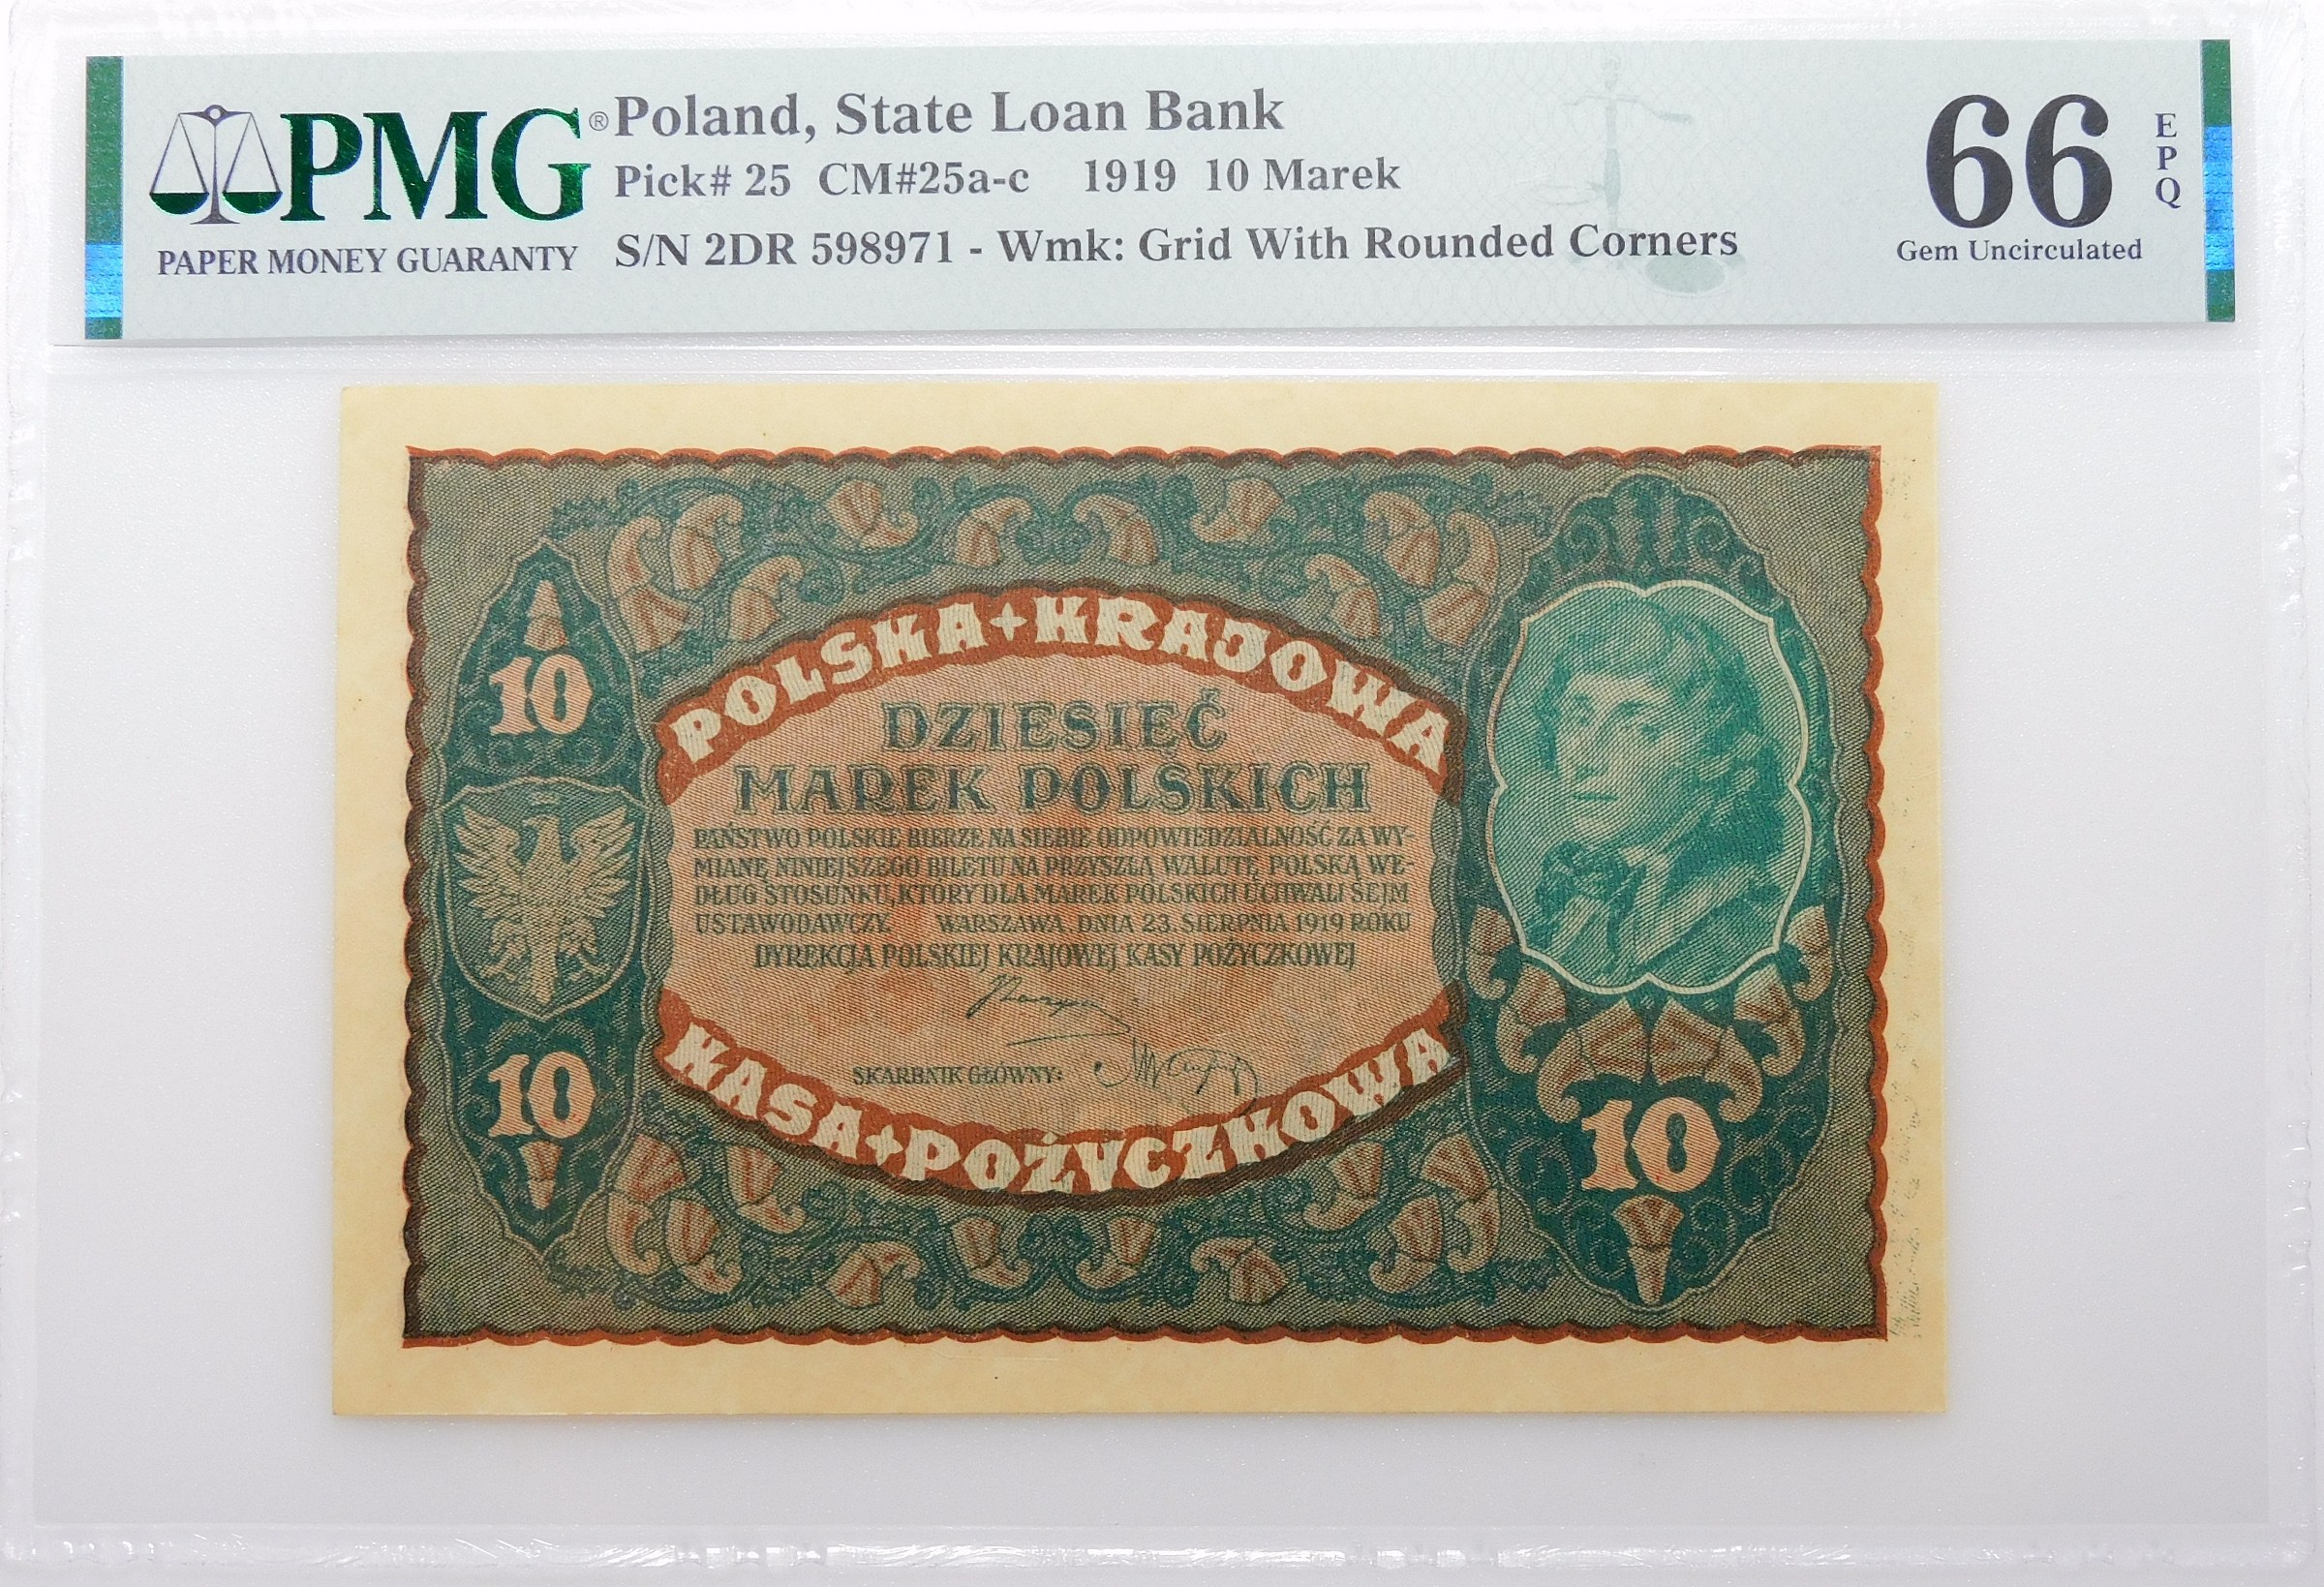 PMG®
PAPER MONEY GUARANTY
Poland, State Loan Bank
Pick# 25 CM#25a-c 1919 10 Marek
S/N 2DR 598971 - Wmk: Grid With Rounded Corners
66
EPQ
Gem Uncirculated
POLSKA + KRAJOWA
10
DZIESIĘĆ
MAREK POLSKICH
PAŃSTWO POLSKIE BIERZE NA SIEBIE ODPOWIEDZIALNOŚĆ ZA WY-
MIANĘ NINIEJSZEGO BILETU NA PRZYSZŁĄ WALUTĘ POLSKĄ WE-
DŁUG STOSUNKU, KTÓRY DLA MAREK POLSKICH UCHWALI SEJM
USTAWODAWCZY. WARSZAWA, DNIA 23. SIERPNIA 1919 ROKU
DYREKCJA POLSKIEJ KRAJOWEJ KASY POŻYCZKOWEJ
SKARBNIK GŁÓWNY:
10
10
KASA + POŻYCZKOWA